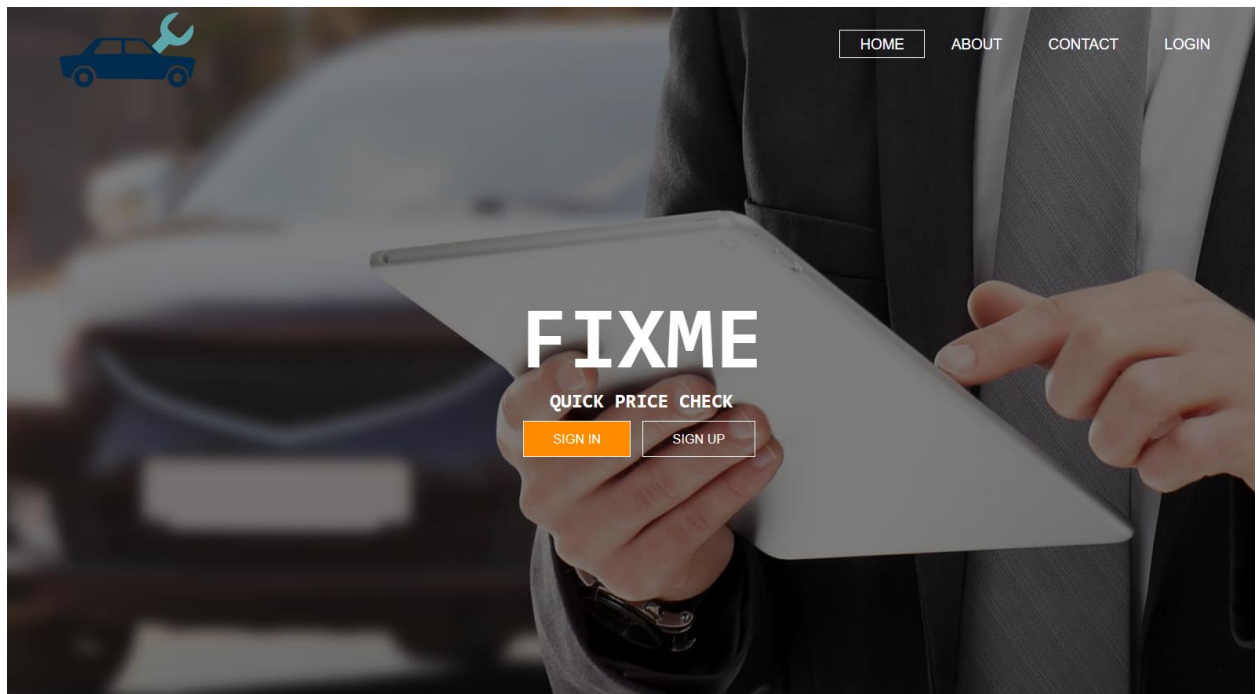 HOME ABOUT CONTACT LOGIN
FIXME
QUICK PRICE CHECK
SIGN IN SIGN UP